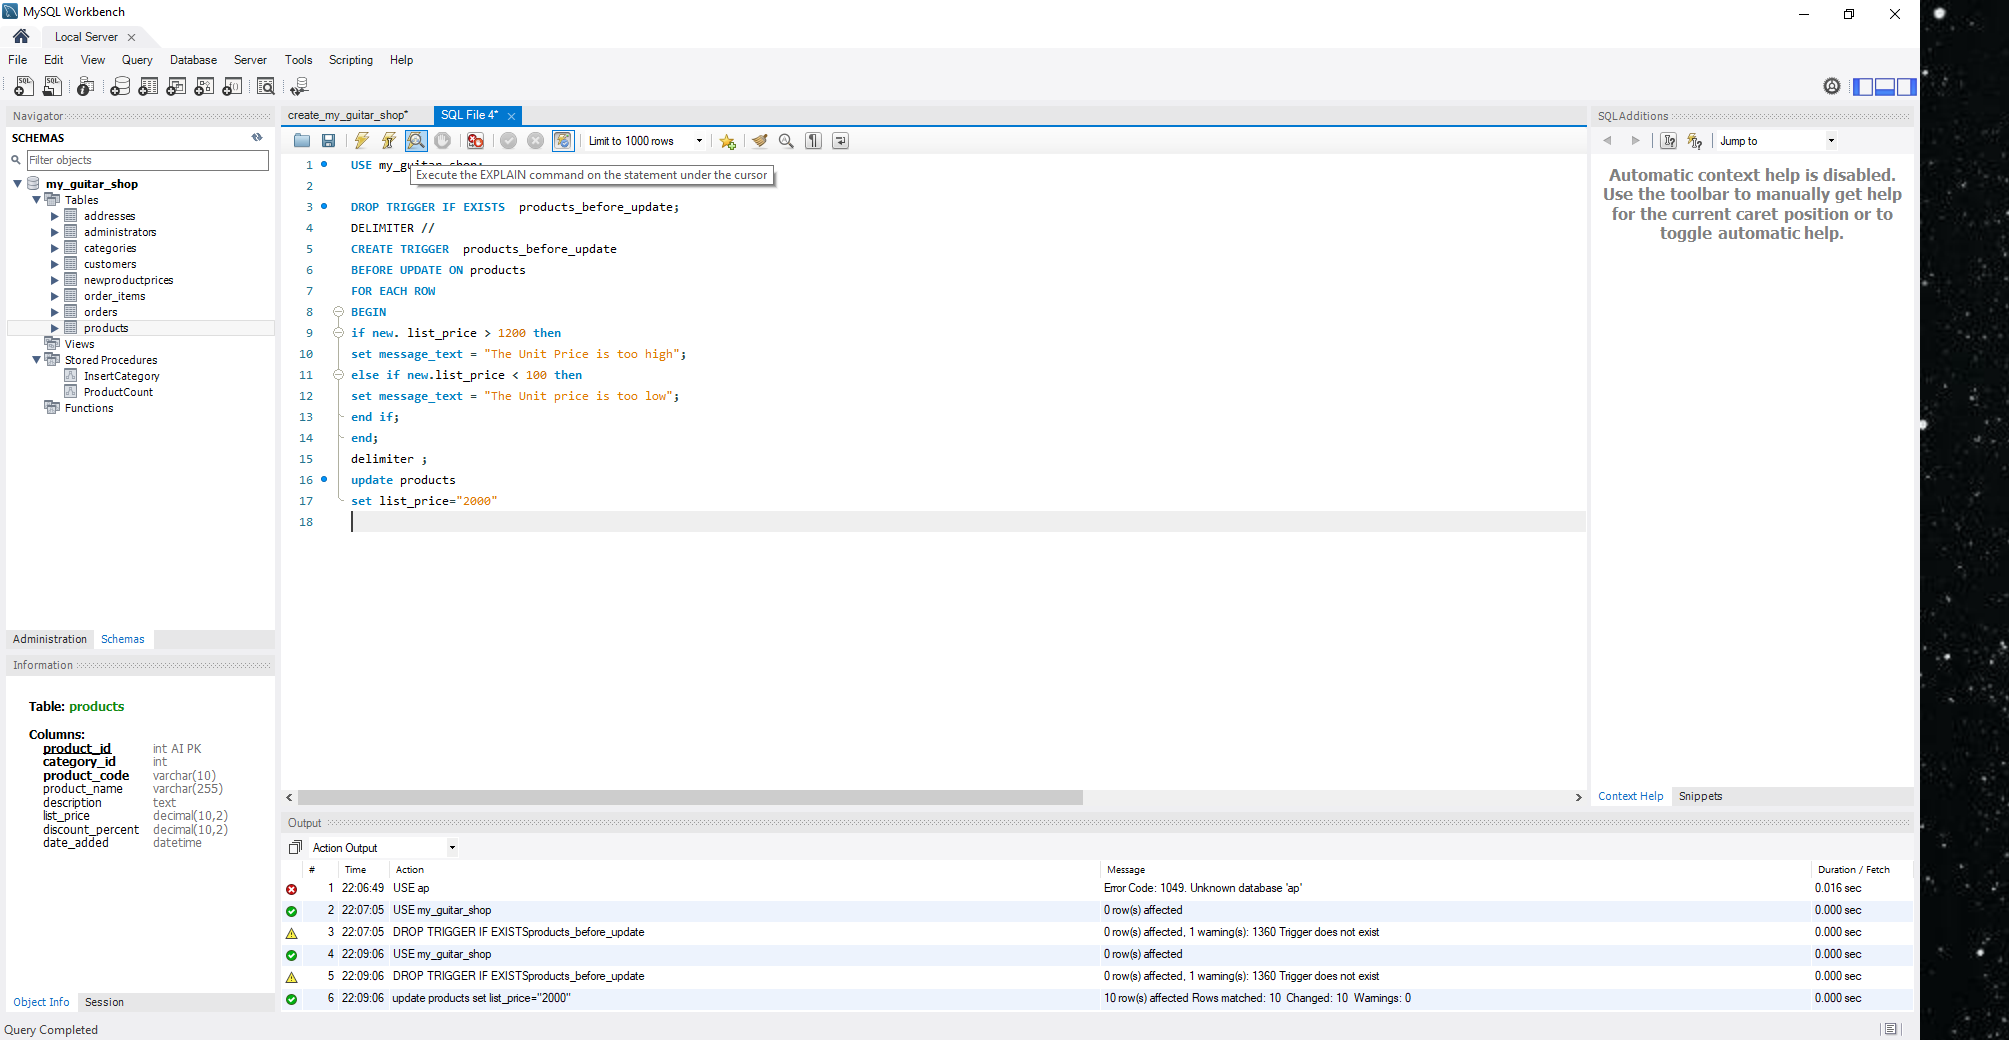 MySQL Workbench
Local Server
File Edit View Query Database Server Tools Scripting Help
Navigator
SCHEMAS
Filter objects
my_guitar_shop
Tables
addresses
administrators
categories
customers
newproductprices
order_items
orders
products
Views
Stored Procedures
InsertCategory
ProductCount
Functions
Administration Schemas
Information
Table: products
Columns:
product_id int AI PK
category_id int
product_code varchar(10)
product_name varchar(255)
description text
list_price decimal(10,2)
discount_percent decimal(10,2)
date_added datetime
Object Info Session
Query Completed
create_my_guitar_shop* SQL File 4*
Limit to 1000 rows
1 USE my_guitar_shop;
Execute the EXPLAIN command on the statement under the cursor
2
3 DROP TRIGGER IF EXISTS  products_before_update;
4 DELIMITER //
5 CREATE TRIGGER  products_before_update
6 BEFORE UPDATE ON products
7 FOR EACH ROW
8 BEGIN
9 if new. list_price > 1200 then
10 set message_text = "The Unit Price is too high";
11 else if new.list_price < 100 then
12 set message_text = "The Unit price is too low";
13 end if;
14 end;
15 delimiter ;
16 update products
17 set list_price="2000"
18
SQLAdditions
Jump to
Automatic context help is disabled.
Use the toolbar to manually get help
for the current caret position or to
toggle automatic help.
Context Help Snippets
Output
Action Output
# Time Action Message Duration / Fetch
1 22:06:49 USE ap Error Code: 1049. Unknown database 'ap' 0.016 sec
2 22:07:05 USE my_guitar_shop 0 row(s) affected 0.000 sec
3 22:07:05 DROP TRIGGER IF EXISTSproducts_before_update 0 row(s) affected, 1 warning(s): 1360 Trigger does not exist 0.000 sec
4 22:09:06 USE my_guitar_shop 0 row(s) affected 0.000 sec
5 22:09:06 DROP TRIGGER IF EXISTSproducts_before_update 0 row(s) affected, 1 warning(s): 1360 Trigger does not exist 0.000 sec
6 22:09:06 update products set list_price="2000" 10 row(s) affected Rows matched: 10  Changed: 10  Warnings: 0 0.000 sec